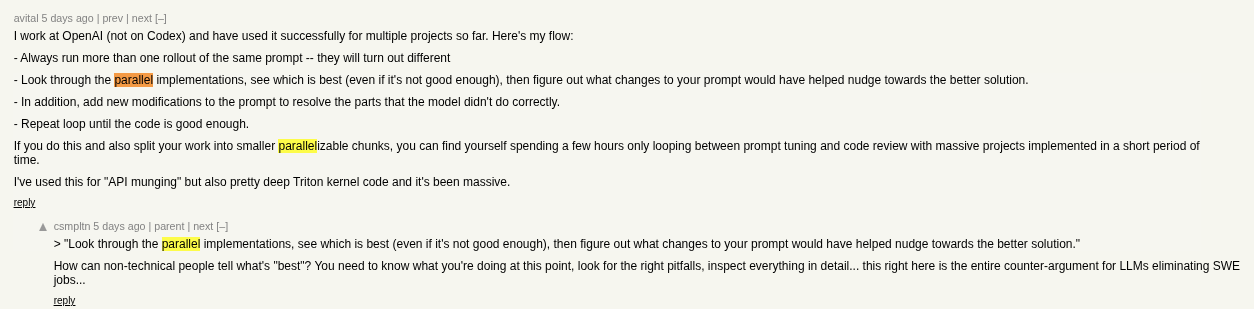 avital 5 days ago | prev | next [–]
I work at OpenAI (not on Codex) and have used it successfully for multiple projects so far. Here's my flow:
- Always run more than one rollout of the same prompt -- they will turn out different
- Look through the parallel implementations, see which is best (even if it's not good enough), then figure out what changes to your prompt would have helped nudge towards the better solution.
- In addition, add new modifications to the prompt to resolve the parts that the model didn't do correctly.
- Repeat loop until the code is good enough.
If you do this and also split your work into smaller parallelizable chunks, you can find yourself spending a few hours only looping between prompt tuning and code review with massive projects implemented in a short period of
time.
I've used this for "API munging" but also pretty deep Triton kernel code and it's been massive.
reply
▲ csmpltn 5 days ago | parent | next [–]
> "Look through the parallel implementations, see which is best (even if it's not good enough), then figure out what changes to your prompt would have helped nudge towards the better solution."
How can non-technical people tell what's "best"? You need to know what you're doing at this point, look for the right pitfalls, inspect everything in detail... this right here is the entire counter-argument for LLMs eliminating SWE
jobs...
reply